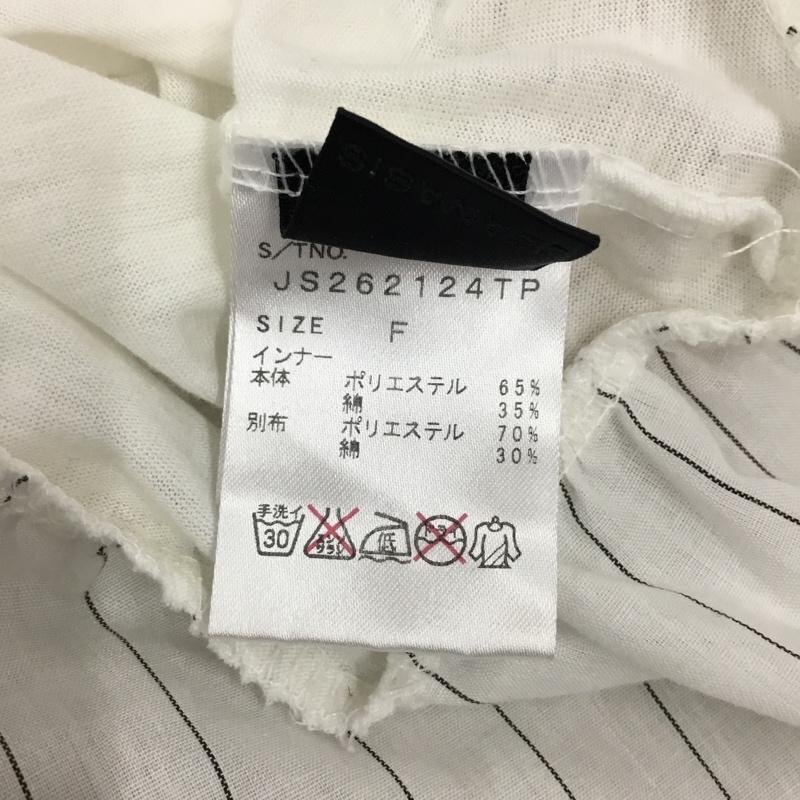 S/TNO.
JS262124TP
SIZE F
インナー
本体 ポリエステル 65%
綿 35%
別布 ポリエステル 70%
綿 30%
手洗イ
30
低